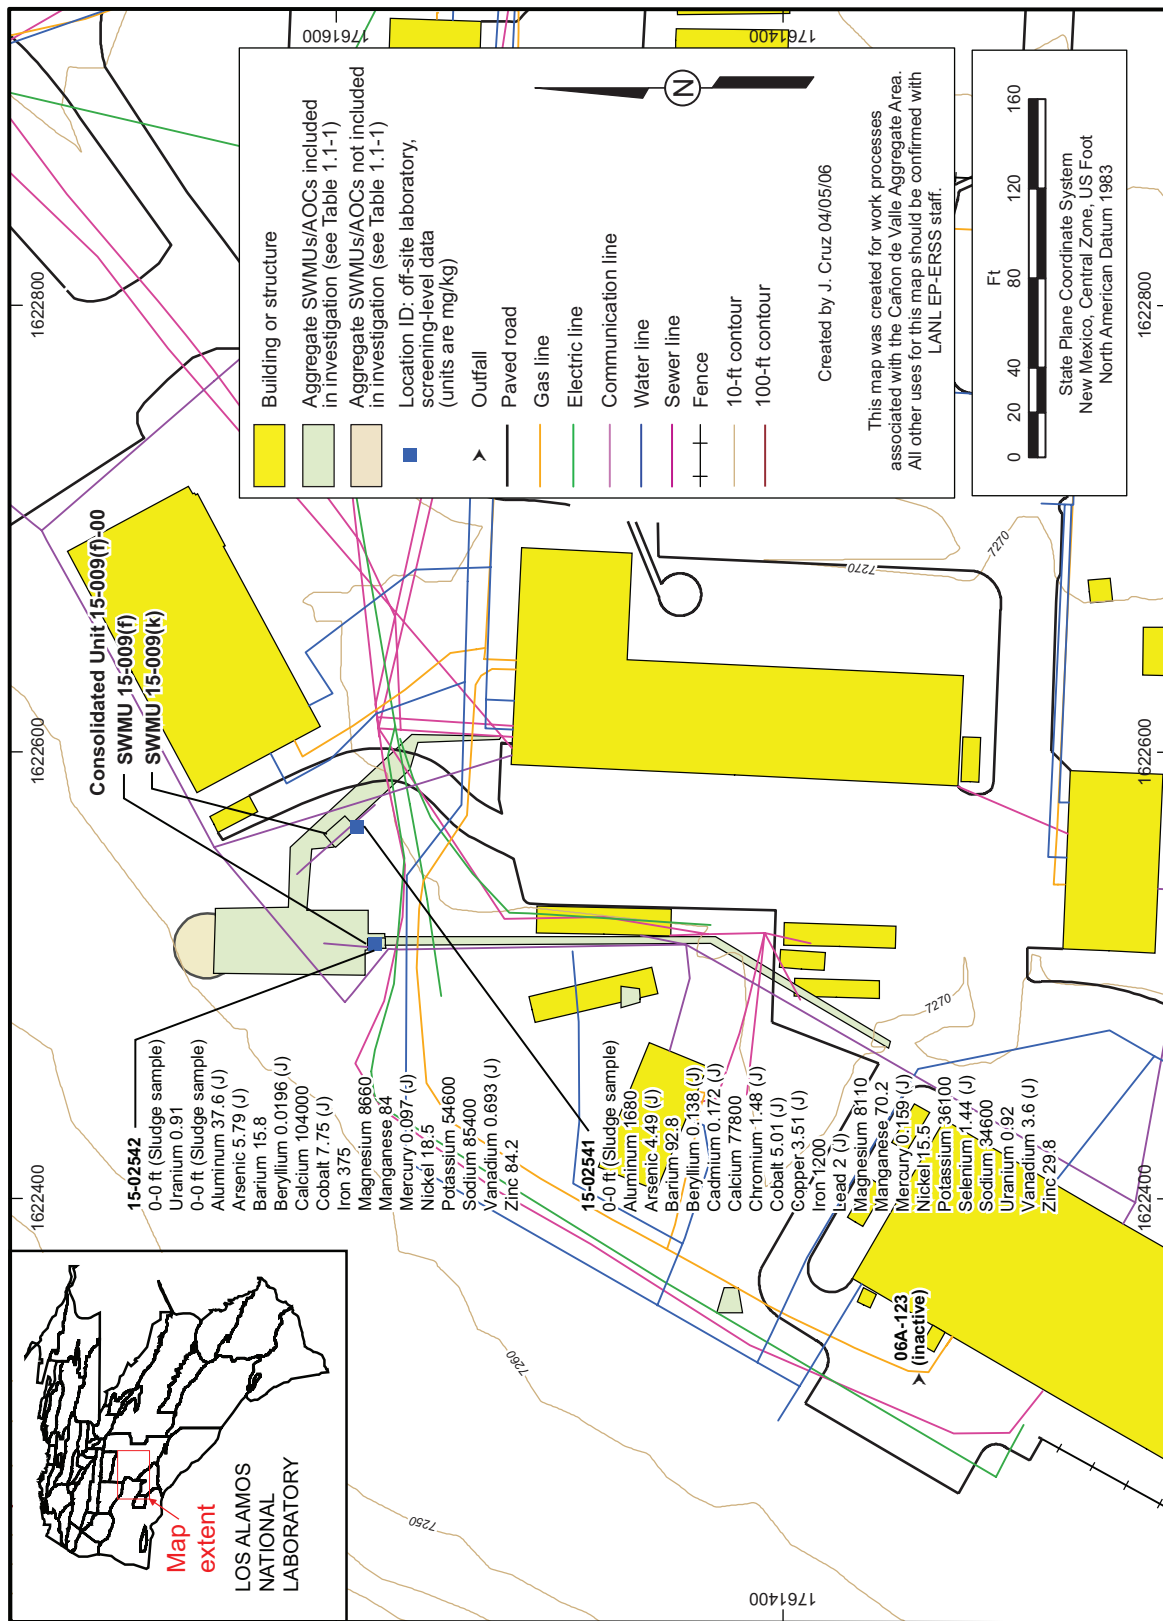 Map
extent
LOS ALAMOS
NATIONAL
LABORATORY
1622400
1622600
1622800
Consolidated Unit 15-009(f)-00
SWMU 15-009(f)
SWMU 15-009(k)
15-02542
0-0 ft (Sludge sample)
Uranium 0.91
0-0 ft (Sludge sample)
Aluminum 37.6 (J)
Arsenic 5.79 (J)
Barium 15.8
Beryllium 0.0196 (J)
Calcium 104000
Cobalt 7.75 (J)
Iron 375
Magnesium 8660
Manganese 84
Mercury 0.097 (J)
Nickel 18.5
Potassium 54600
Sodium 85400
Vanadium 0.693 (J)
Zinc 84.2
15-02541
0-0 ft (Sludge sample)
Aluminum 1680
Arsenic 4.49 (J)
Barium 92.8
Beryllium 0.138 (J)
Cadmium 0.172 (J)
Calcium 77800
Chromium 1.48 (J)
Cobalt 5.01 (J)
Copper 3.51 (J)
Iron 1200
Lead 2 (J)
Magnesium 8110
Manganese 70.2
Mercury 0.159 (J)
Nickel 15.5
Potassium 36100
Selenium 1.44 (J)
Sodium 34600
Uranium 0.92
Vanadium 3.6 (J)
Zinc 298
06A-123
(inactive)
7250
7260
7270
7270
7270
1761600
1761400
1761400
1622400
1622600
1622800
Building or structure
Aggregate SWMUs/AOCs included
in investigation (see Table 1.1-1)
Aggregate SWMUs/AOCs not included
in investigation (see Table 1.1-1)
Location ID: off-site laboratory,
screening-level data
(units are mg/kg)
Outfall
Paved road
Gas line
Electric line
Communication line
Water line
Sewer line
Fence
10-ft contour
100-ft contour
N
Created by J. Cruz 04/05/06
This map was created for work processes
associated with the Cañon de Valle Aggregate Area.
All other uses for this map should be confirmed with
LANL EP-ERSS staff.
Ft
0 20 40 80 120 160
State Plane Coordinate System
New Mexico, Central Zone, US Foot
North American Datum 1983